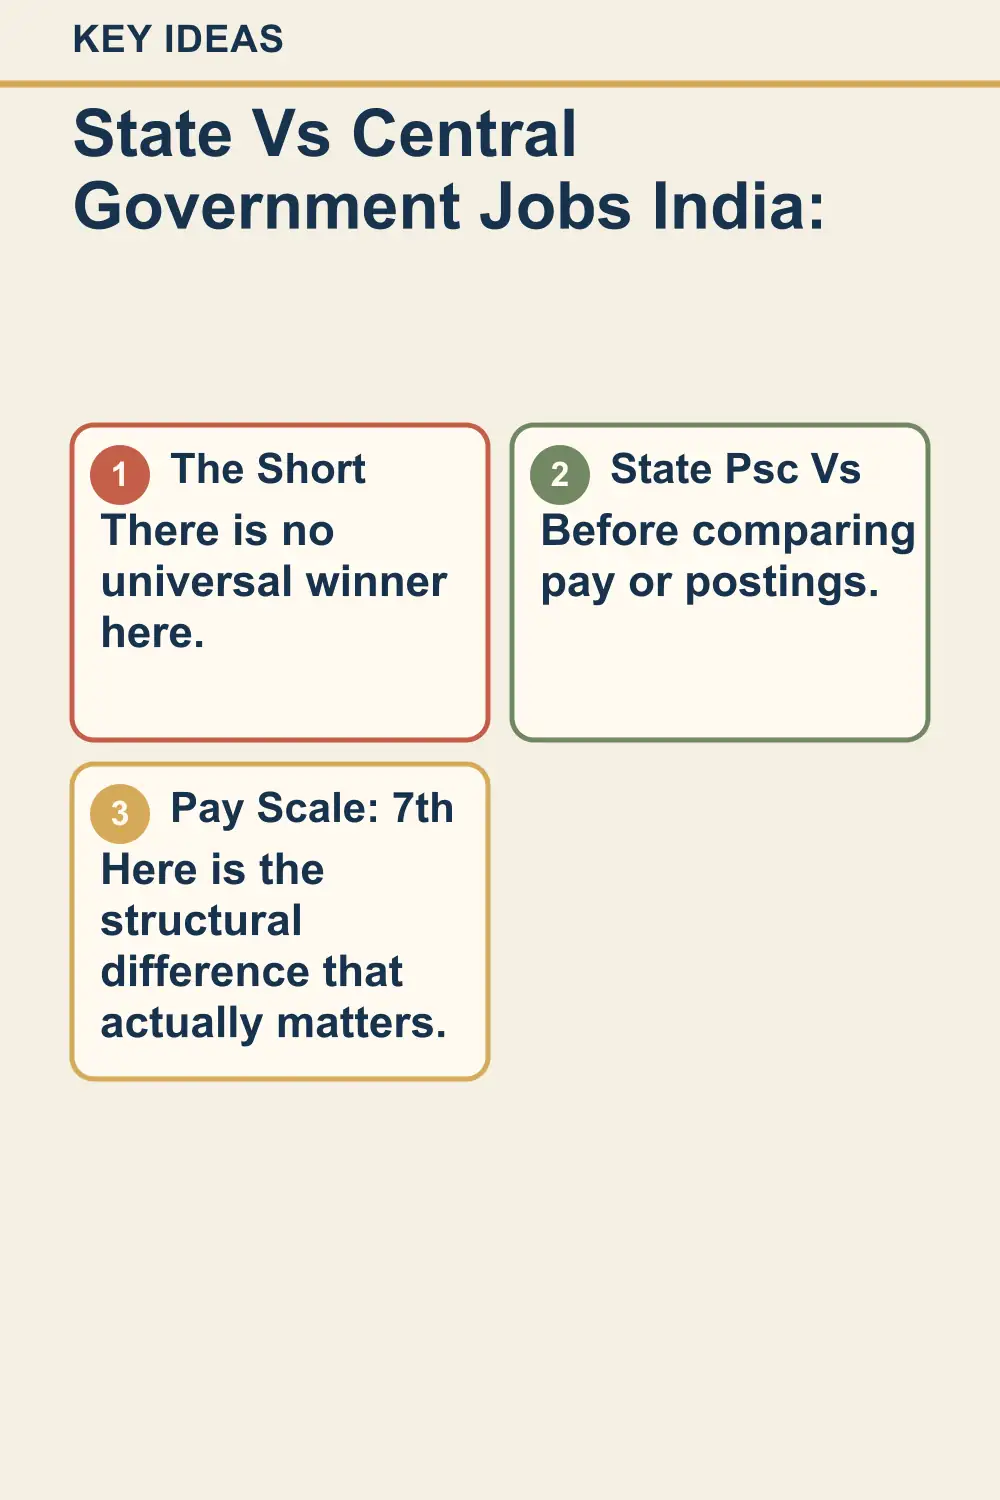 KEY IDEAS
State Vs Central
Government Jobs India:
1 The Short
There is no
universal winner
here.
2 State Psc Vs
Before comparing
pay or postings.
3 Pay Scale: 7th
Here is the
structural
difference that
actually matters.